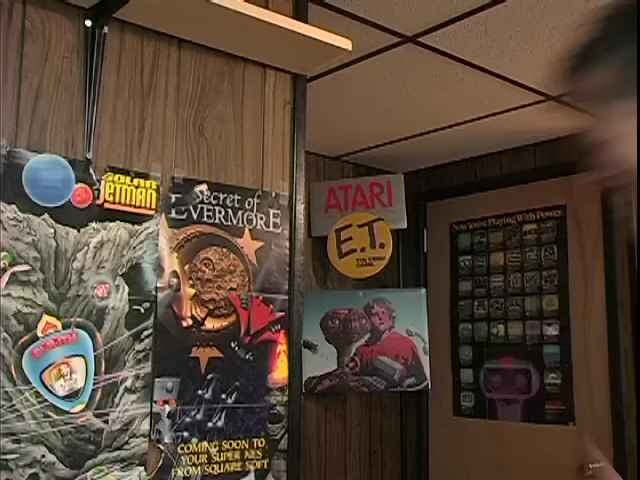 SOLAR
JETMAN
Secret of
EVERMORE
COMING SOON TO
YOUR SUPER NES
FROM SQUARE SOFT
ATARI
E.T.
Now You're Playing With Power.